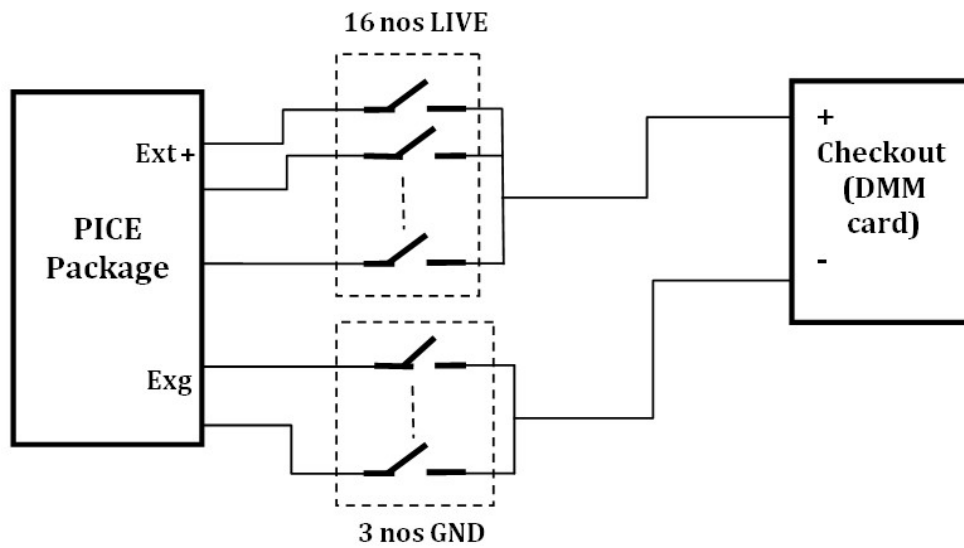 16 nos LIVE
Ext+
PICE
Package
Exg
+
Checkout
(DMM
card)
-
3 nos GND